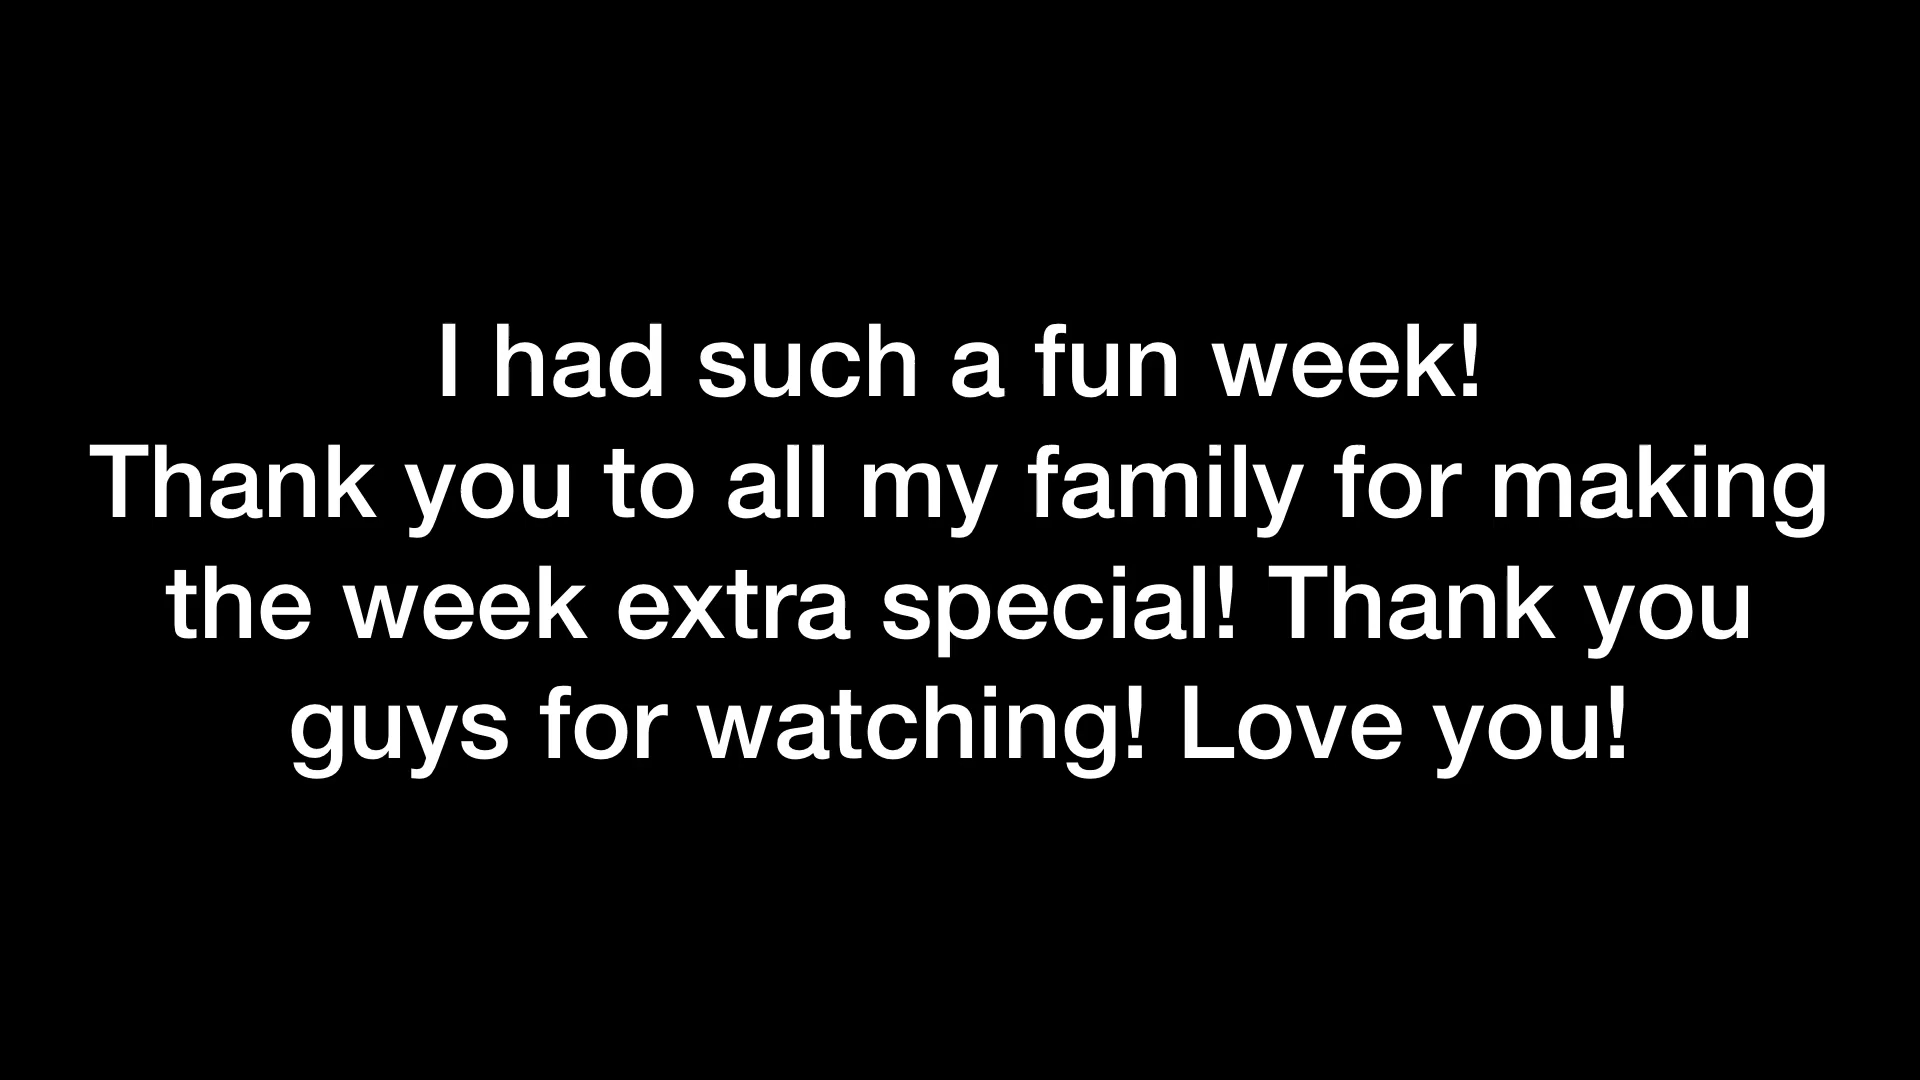 I had such a fun week!
Thank you to all my family for making
the week extra special! Thank you
guys for watching! Love you!